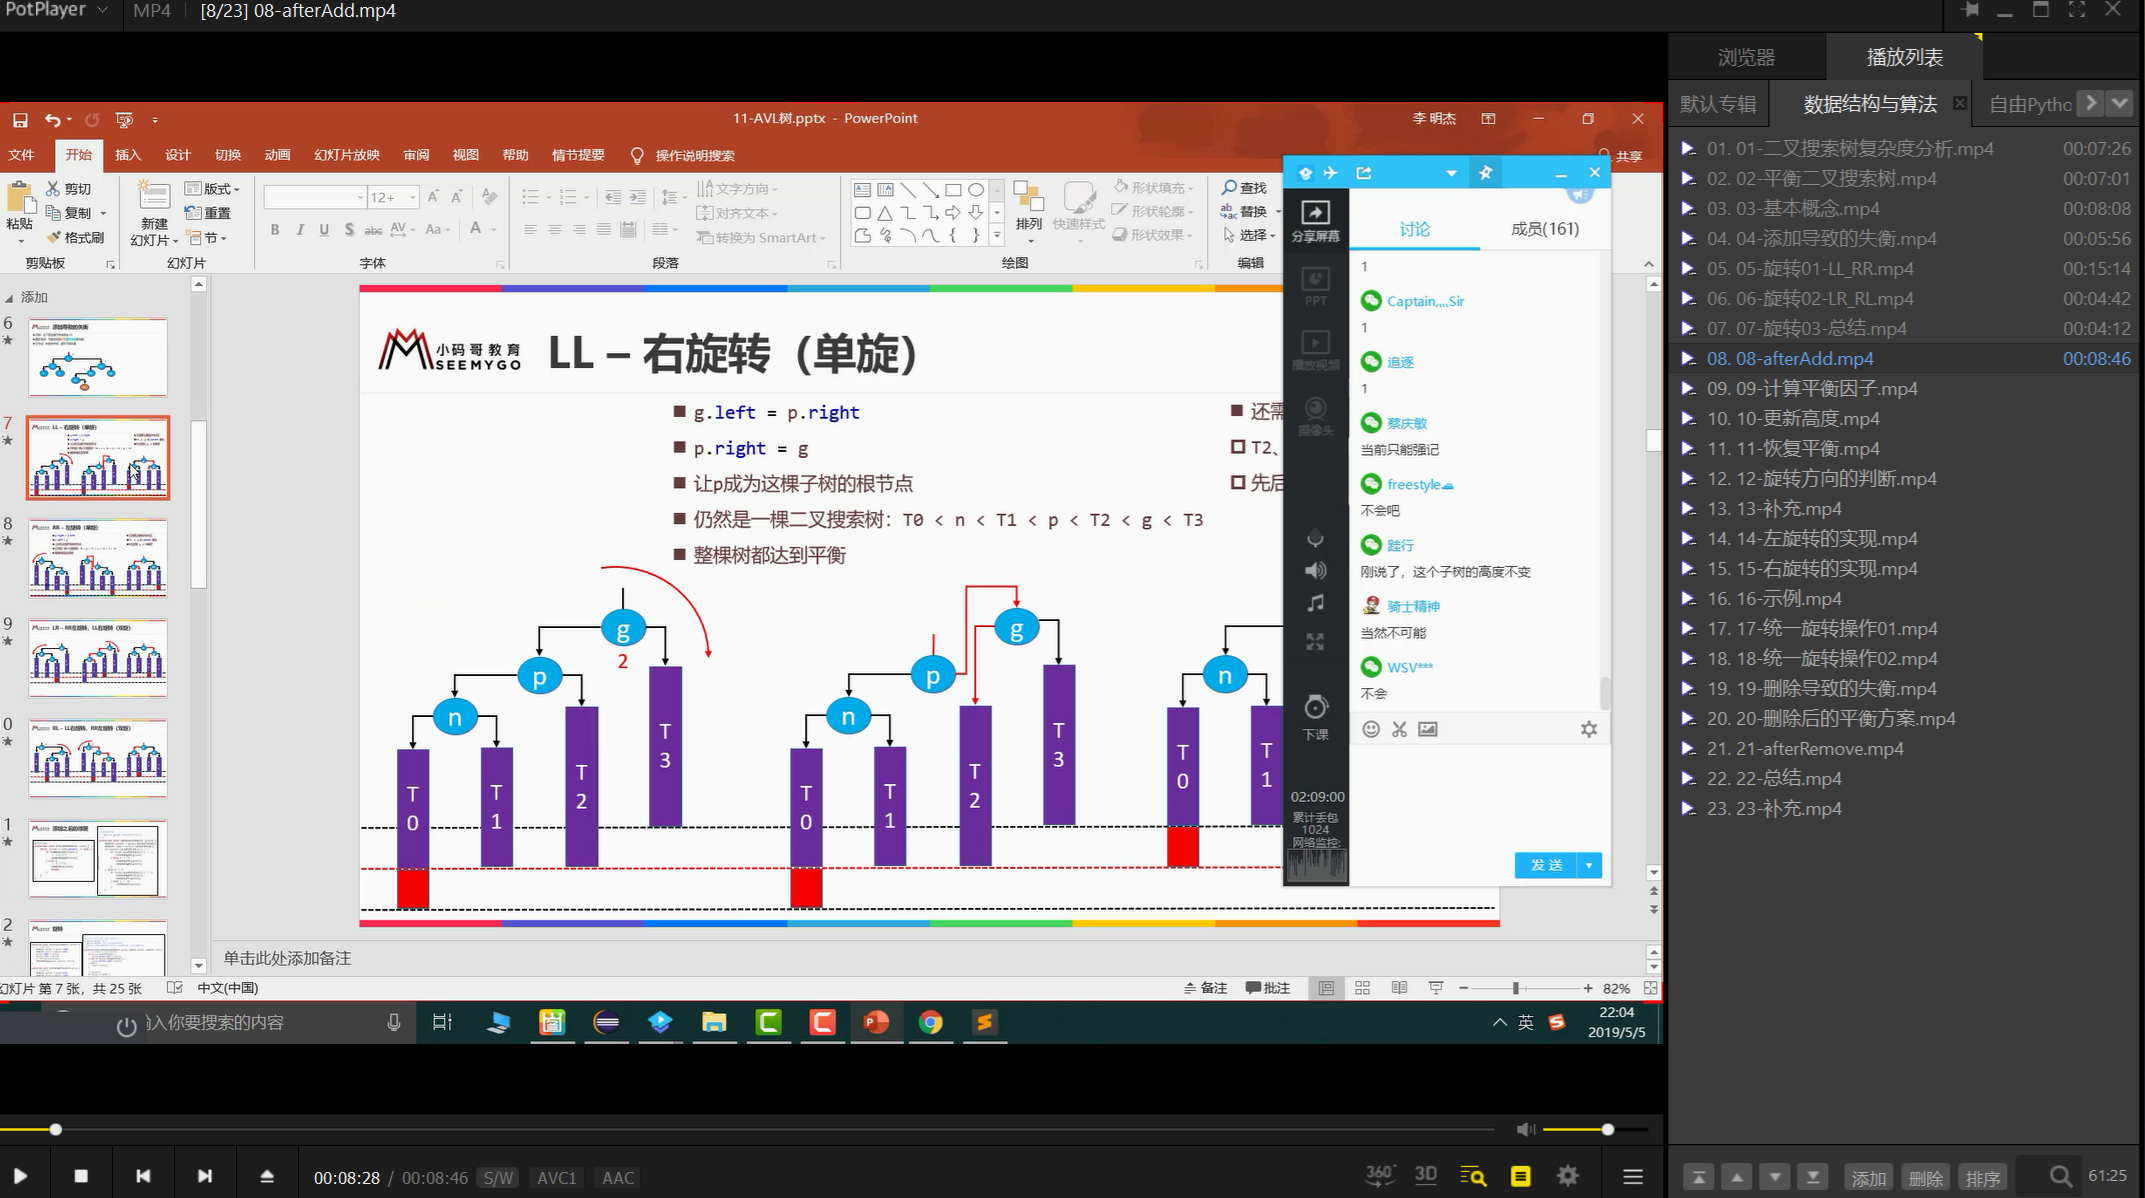 PotPlayer MP4 [8/23] 08-afterAdd.mp4
浏览器 播放列表
默认专辑 数据结构与算法 自由Pytho
01. 01-二叉搜索树复杂度分析.mp4 00:07:26
02. 02-平衡二叉搜索树.mp4 00:07:01
03. 03-基本概念.mp4 00:08:08
04. 04-添加导致的失衡.mp4 00:05:56
05. 05-旋转01-LL_RR.mp4 00:15:14
06. 06-旋转02-LR_RL.mp4 00:04:42
07. 07-旋转03-总结.mp4 00:04:12
08. 08-afterAdd.mp4 00:08:46
09. 09-计算平衡因子.mp4
10. 10-更新高度.mp4
11. 11-恢复平衡.mp4
12. 12-旋转方向的判断.mp4
13. 13-补充.mp4
14. 14-左旋转的实现.mp4
15. 15-右旋转的实现.mp4
16. 16-示例.mp4
17. 17-统一旋转操作01.mp4
18. 18-统一旋转操作02.mp4
19. 19-删除导致的失衡.mp4
20. 20-删除后的平衡方案.mp4
21. 21-afterRemove.mp4
22. 22-总结.mp4
23. 23-补充.mp4
添加 删除 排序 61:25
11-AVL树.pptx - PowerPoint 李 明杰
文件 开始 插入 设计 切换 动画 幻灯片放映 审阅 视图 帮助 情节提要 操作说明搜索 共享
粘贴 剪切 复制 格式刷
剪贴板
新建
幻灯片 版式 重置 节
幻灯片
12+
B I U S abc AV Aa A
字体
文字方向
对齐文本
转换为 SmartArt
段落
排列 快速样式 形状填充 形状轮廓 形状效果
绘图
查找
替换
选择
编辑
添加
6
7
8
9
0
1
2
小码哥教育
SEEMYGO
LL – 右旋转（单旋）
g.left = p.right
p.right = g
让p成为这棵子树的根节点
仍然是一棵二叉搜索树：T0 < n < T1 < p < T2 < g < T3
整棵树都达到平衡
还需
T2、
先后
g
2
p
n
T0
T1
T2
T3
g
p
n
T0
T1
T2
T3
n
T0
T1
分享屏幕
PPT
播放视频
摄像头
下课
02:09:00
累计丢包
1024
网络监控:
讨论 成员(161)
1
Captain,,,,Sir
1
追逐
1
蔡庆敏
当前只能强记
freestyle
不会吧
跬行
刚说了，这个子树的高度不变
骑士精神
当然不可能
WSV***
不会
发 送
单击此处添加备注
幻灯片 第 7 张，共 25 张 中文(中国) 备注 批注 82%
输入你要搜索的内容
英
22:04
2019/5/5
00:08:28 / 00:08:46 S/W AVC1 AAC
360° 3D